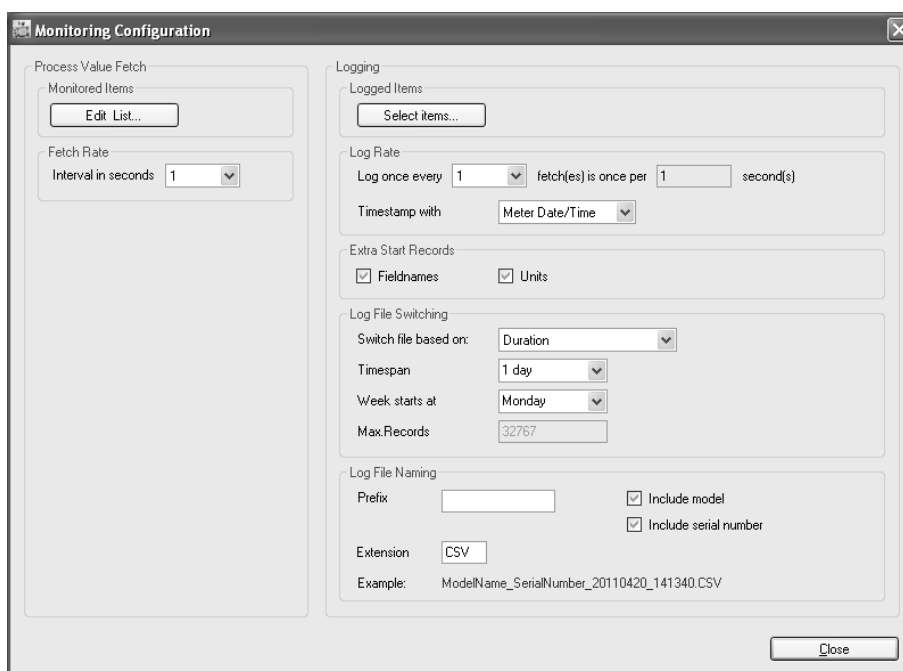 Monitoring Configuration
Process Value Fetch
Monitored Items
Edit List...
Fetch Rate
Interval in seconds 1
Logging
Logged Items
Select items...
Log Rate
Log once every 1 fetch(es) is once per 1 second(s)
Timestamp with Meter Date/Time
Extra Start Records
Fieldnames Units
Log File Switching
Switch file based on: Duration
Timespan 1 day
Week starts at Monday
Max.Records 32767
Log File Naming
Prefix Include model
Include serial number
Extension CSV
Example: ModelName_SerialNumber_20110420_141340.CSV
Close